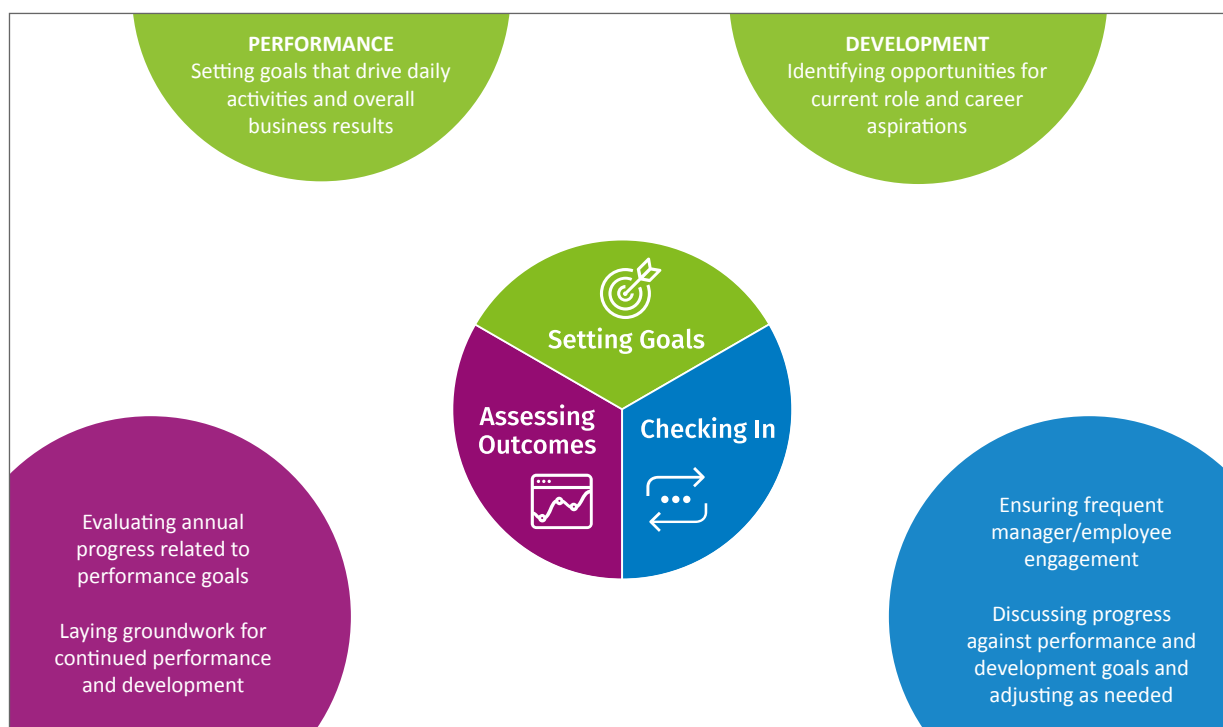 PERFORMANCE
Setting goals that drive daily
activities and overall
business results
DEVELOPMENT
Identifying opportunities for
current role and career
aspirations
Setting Goals
Assessing
Outcomes
Checking In
Evaluating annual
progress related to
performance goals
Laying groundwork for
continued performance
and development
Ensuring frequent
manager/employee
engagement
Discussing progress
against performance and
development goals and
adjusting as needed